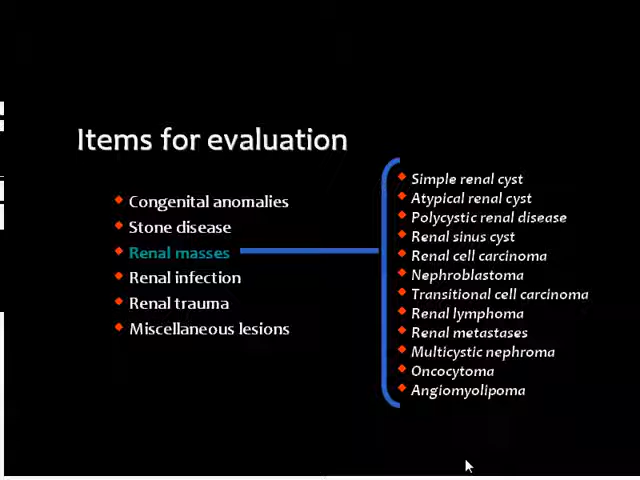 Items for evaluation
Congenital anomalies
Stone disease
Renal masses
Renal infection
Renal trauma
Miscellaneous lesions
Simple renal cyst
Atypical renal cyst
Polycystic renal disease
Renal sinus cyst
Renal cell carcinoma
Nephroblastoma
Transitional cell carcinoma
Renal lymphoma
Renal metastases
Multicystic nephroma
Oncocytoma
Angiomyolipoma